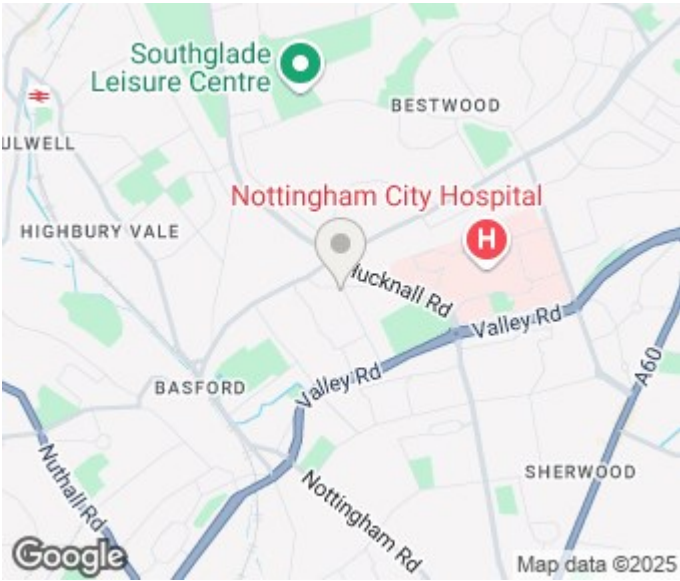 Southglade
Leisure Centre
BESTWOOD
ULWELL
Nottingham City Hospital
H
HIGHBURY VALE
Hucknall Rd
Valley Rd
Valley Rd
A60
BASFORD
Nuthall Rd
Nottingham Rd
SHERWOOD
Google
Map data ©2025